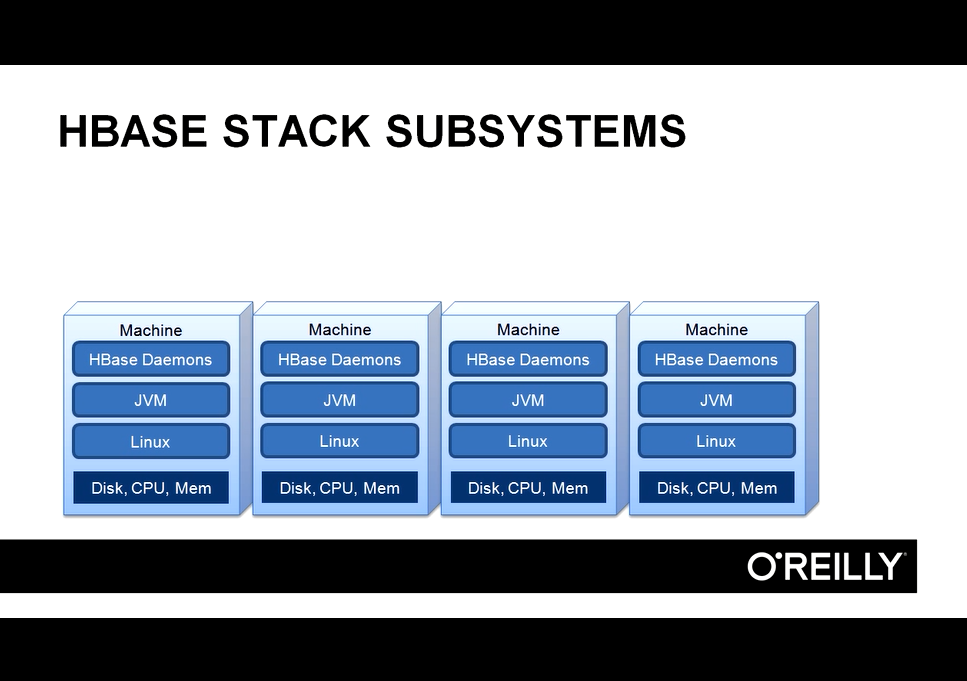 HBASE STACK SUBSYSTEMS
Machine
HBase Daemons
JVM
Linux
Disk, CPU, Mem
Machine
HBase Daemons
JVM
Linux
Disk, CPU, Mem
Machine
HBase Daemons
JVM
Linux
Disk, CPU, Mem
Machine
HBase Daemons
JVM
Linux
Disk, CPU, Mem
O'REILLY